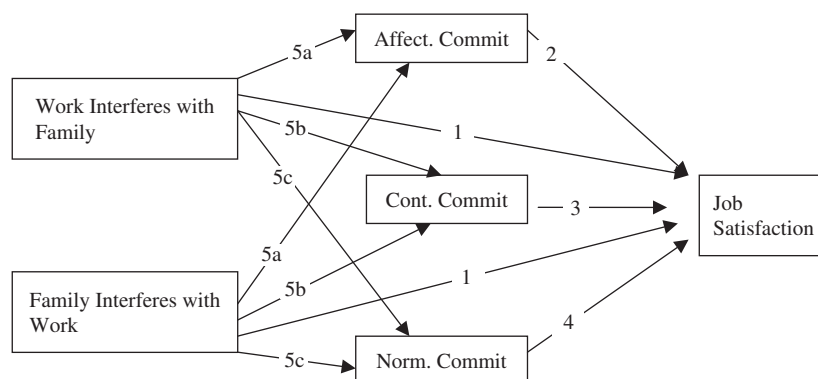 Affect. Commit
5a
2
Work Interferes with
Family
1
5b
5c
Cont. Commit
3
Job
Satisfaction
5a
Family Interferes with
Work
5b
1
4
5c
Norm. Commit